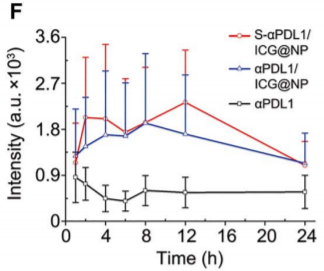 F
S-αPDL1/
ICG@NP
αPDL1/
ICG@NP
αPDL1
Intensity (a.u. ×10³)
3.6
2.7
1.8
0.9
0
0 4 8 12 16 20 24
Time (h)